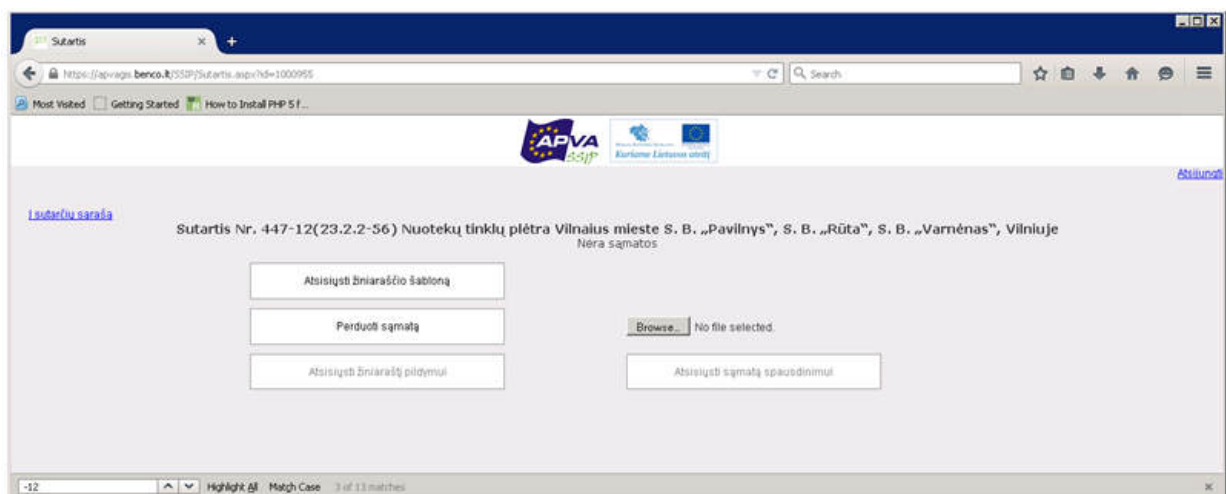 Sutartis
https://apvagis.benco.lt/SSIP/Sutartis.aspx?id=1000955
Search
Most Visited Getting Started How to Install PHP 5 f...
APVA
SSIP
Kuriame Lietuvos ateitį
Atsijungti
Į sutarčių sąrašą
Sutartis Nr. 447-12(23.2.2-56) Nuotekų tinklų plėtra Vilnaius mieste S. B. „Pavilnys“, S. B. „Rūta“, S. B. „Varnėnas“, Vilniuje
Nėra sąmatos
Atsisiųsti žiniaraščio šabloną
Perduoti sąmatą
Browse... No file selected.
Atsisiųsti žiniaraštį pildymui
Atsisiųsti sąmatą spausdinimui
-12 Highlight All Match Case 3 of 13 matches